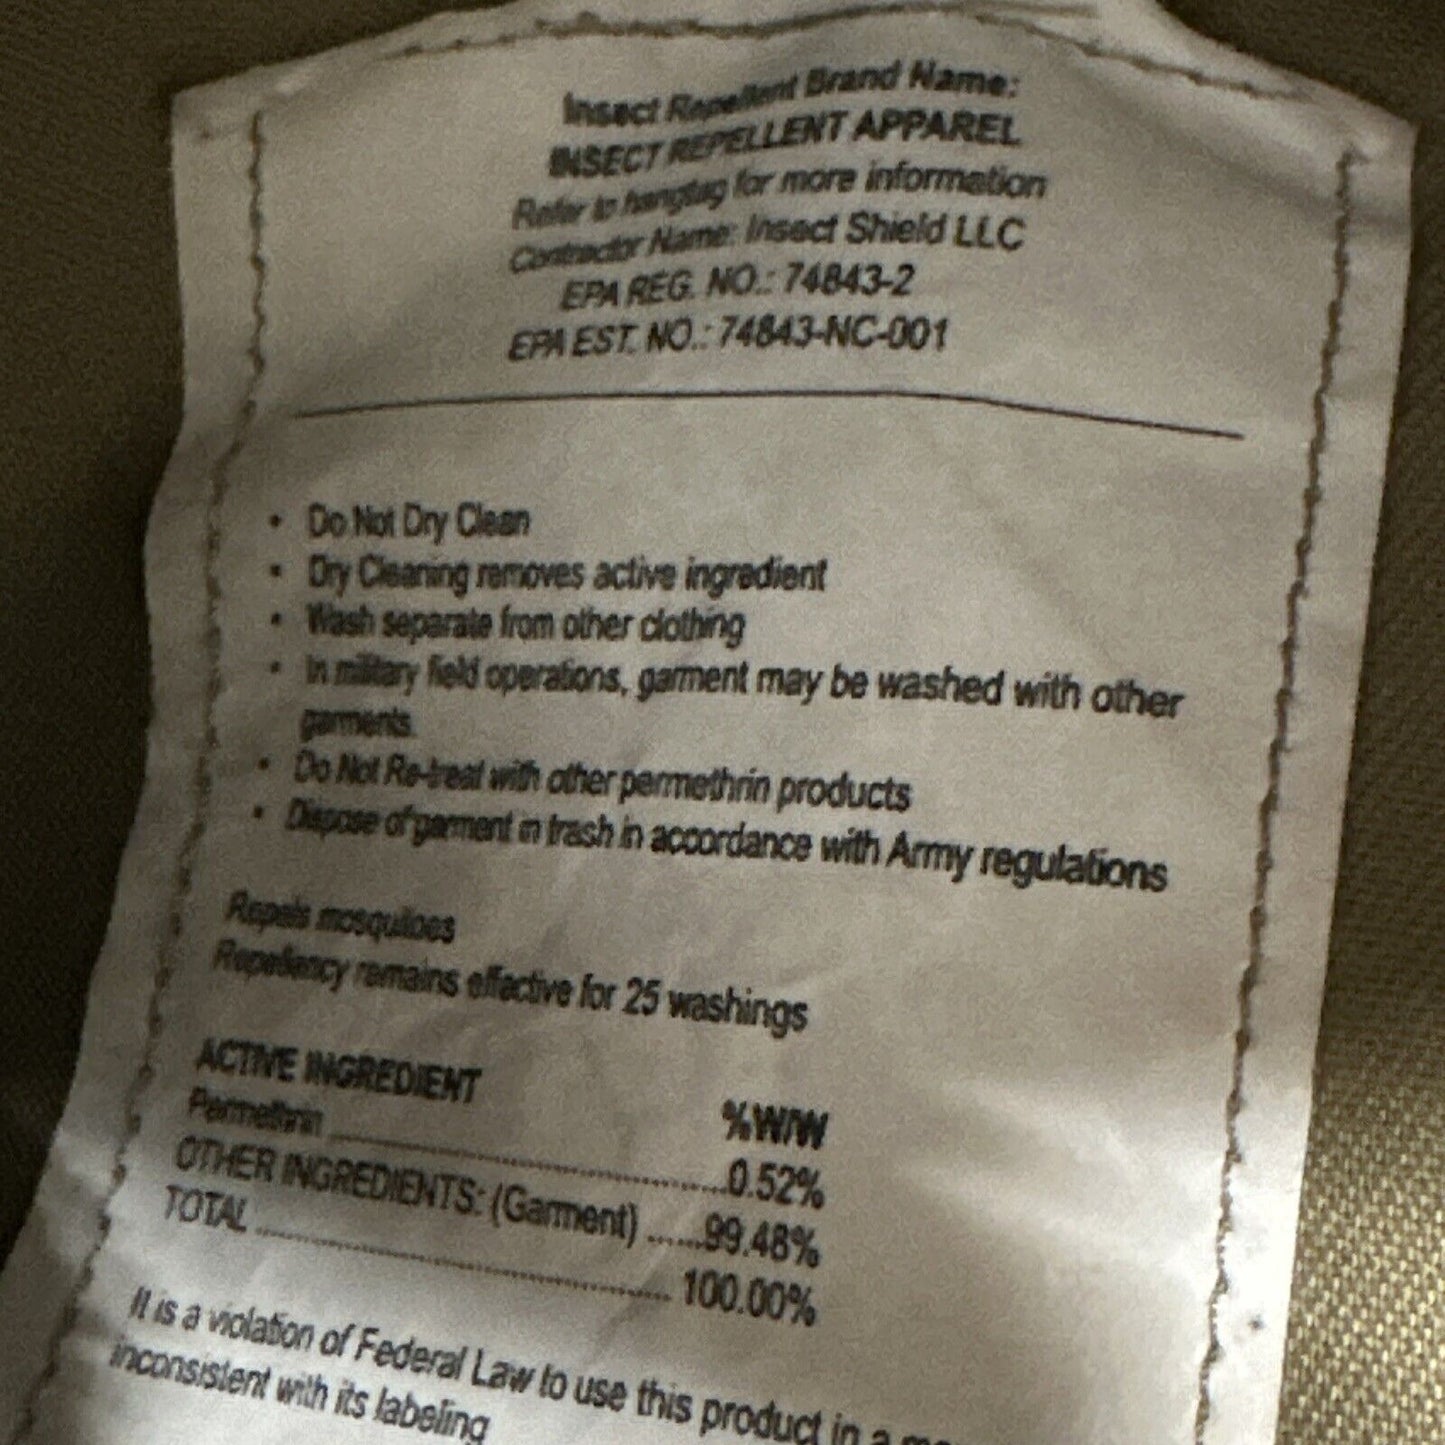 Insect Repellent Brand Name:
INSECT REPELLENT APPAREL
Refer to hangtag for more information
Contractor Name: Insect Shield LLC
EPA REG. NO.: 74843-2
EPA EST. NO.: 74843-NC-001
• Do Not Dry Clean
• Dry Cleaning removes active ingredient
• Wash separate from other clothing
• In military field operations, garment may be washed with other
garments.
• Do Not Re-treat with other permethrin products
• Dispose of garment in trash in accordance with Army regulations
Repels mosquitoes
Repellency remains effective for 25 washings
ACTIVE INGREDIENT %W/W
Permethrin ..........0.52%
OTHER INGREDIENTS: (Garment) ......99.48%
TOTAL .......... 100.00%
It is a violation of Federal Law to use this product in a
inconsistent with its labeling